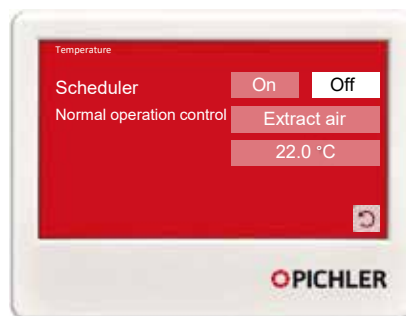 Temperature
Scheduler On Off
Normal operation control Extract air
22.0 °C
PICHLER